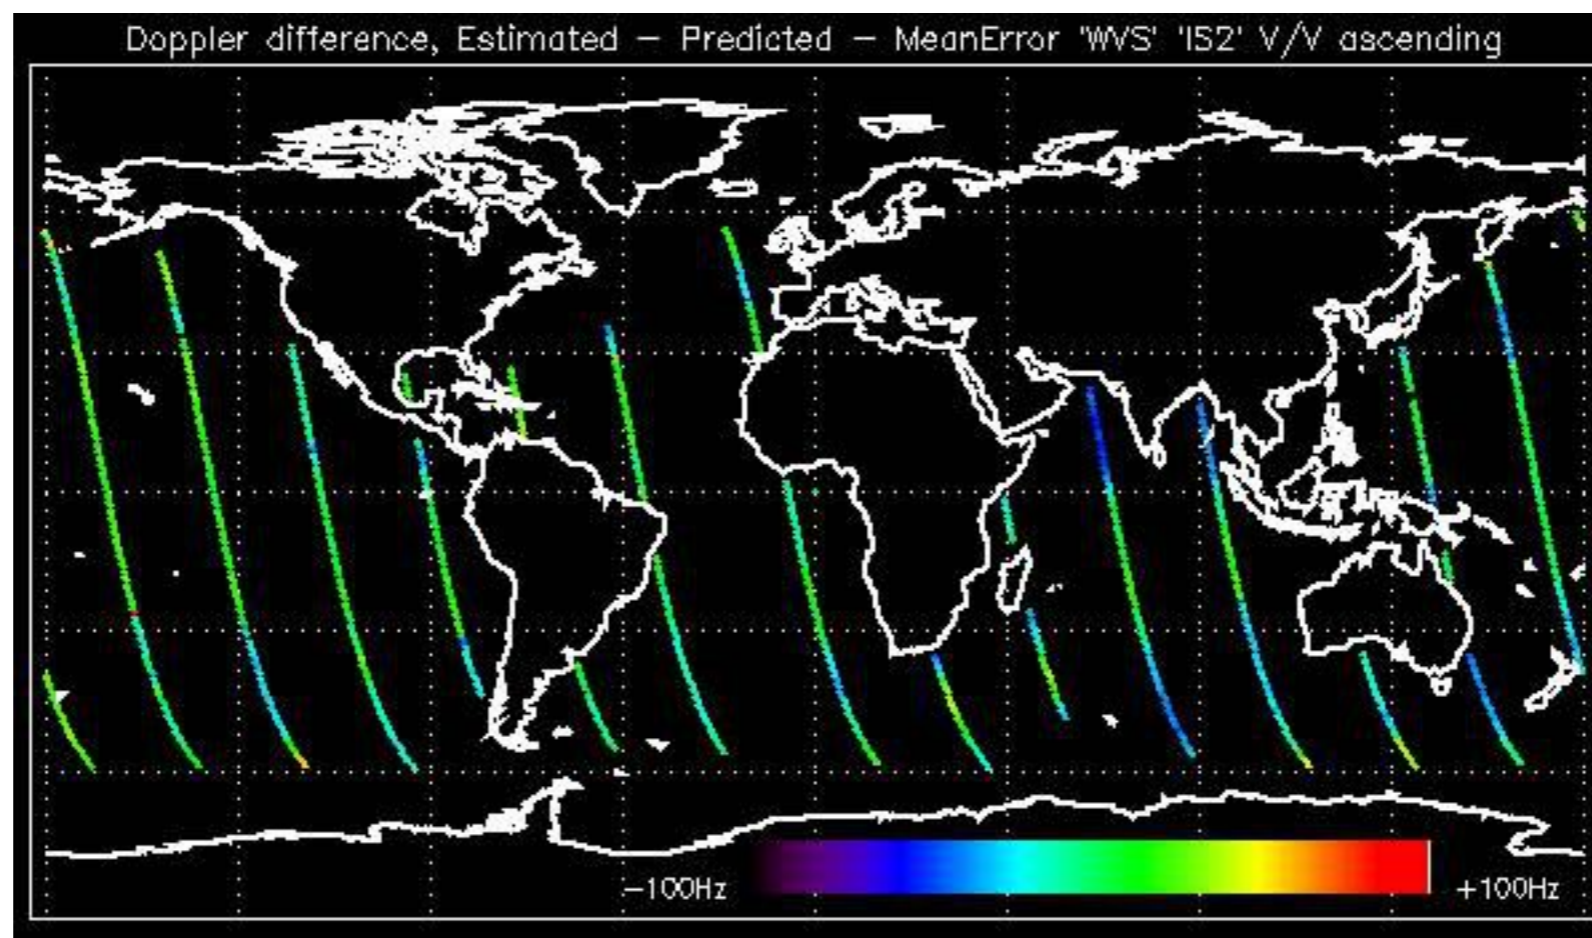 Doppler difference, Estimated – Predicted – MeanError 'WVS' 'IS2' V/V ascending
–100Hz +100Hz